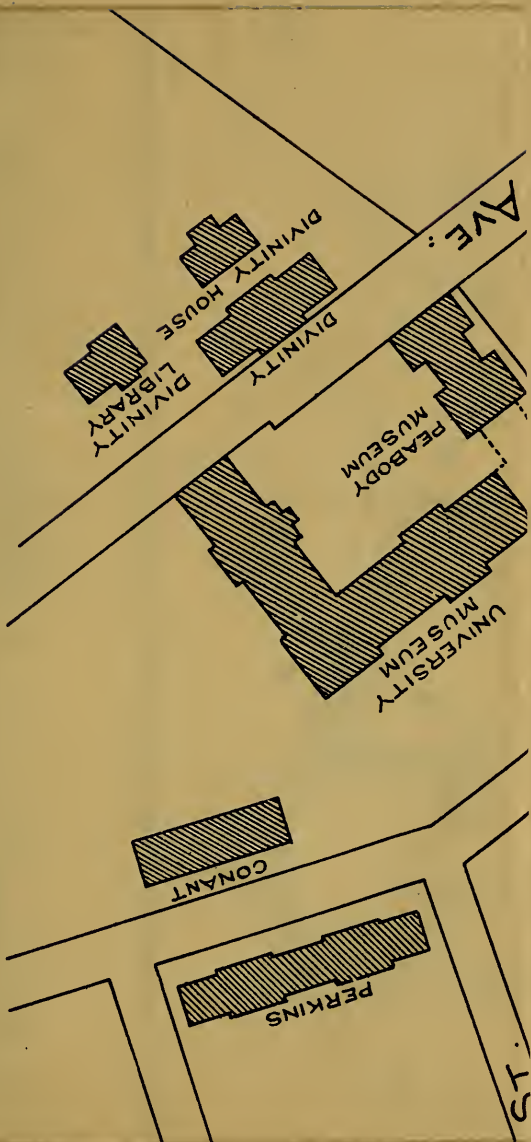 AVE.
DIVINITY HOUSE
DIVINITY
DIVINITY
LIBRARY
PEABODY
MUSEUM
UNIVERSITY
MUSEUM
CONANT
PERKINS
ST.